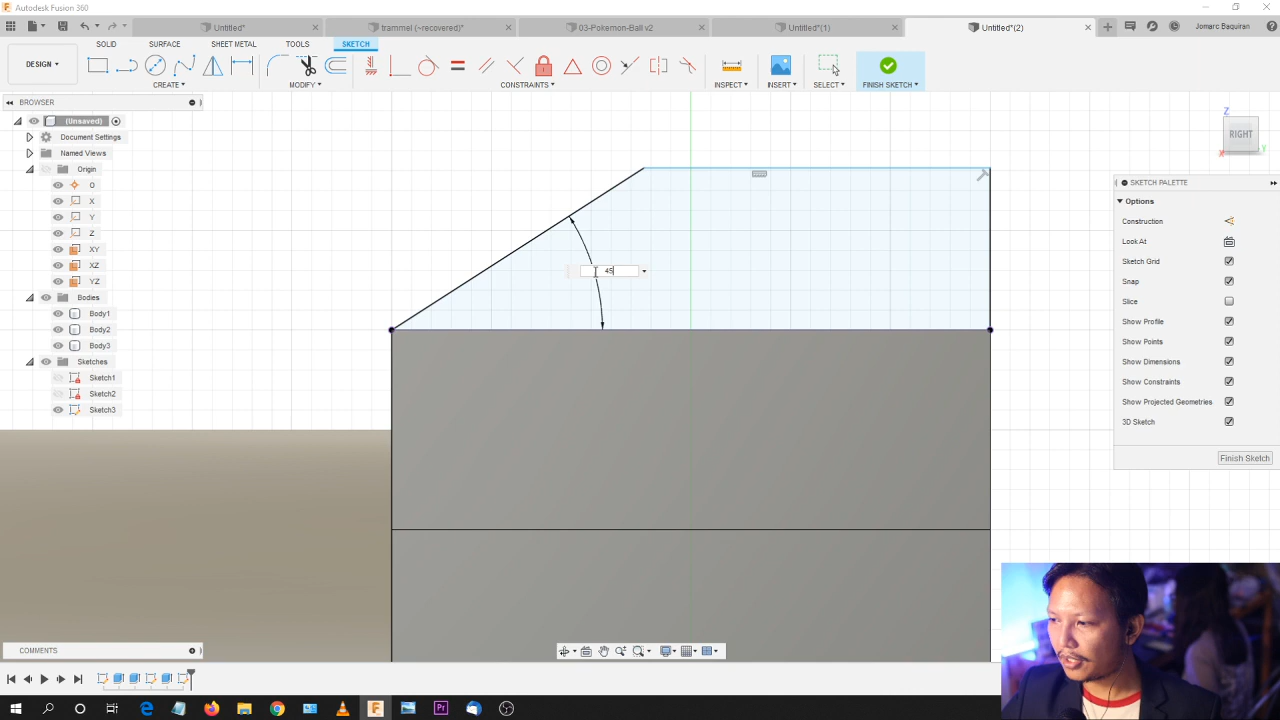 Autodesk Fusion 360
Untitled*
trammel (~recovered)*
03-Pokemon-Ball v2
Untitled*(1)
Untitled*(2)
Jomarc Baquiran
SOLID
SURFACE
SHEET METAL
TOOLS
SKETCH
DESIGN
CREATE
MODIFY
CONSTRAINTS
INSPECT
INSERT
SELECT
FINISH SKETCH
BROWSER
(Unsaved)
Document Settings
Named Views
Origin
O
X
Y
Z
XY
XZ
YZ
Bodies
Body1
Body2
Body3
Sketches
Sketch1
Sketch2
Sketch3
45
Z
RIGHT
X
Y
SKETCH PALETTE
Options
Construction
Look At
Sketch Grid
Snap
Slice
Show Profile
Show Points
Show Dimensions
Show Constraints
Show Projected Geometries
3D Sketch
Finish Sketch
COMMENTS
Pr